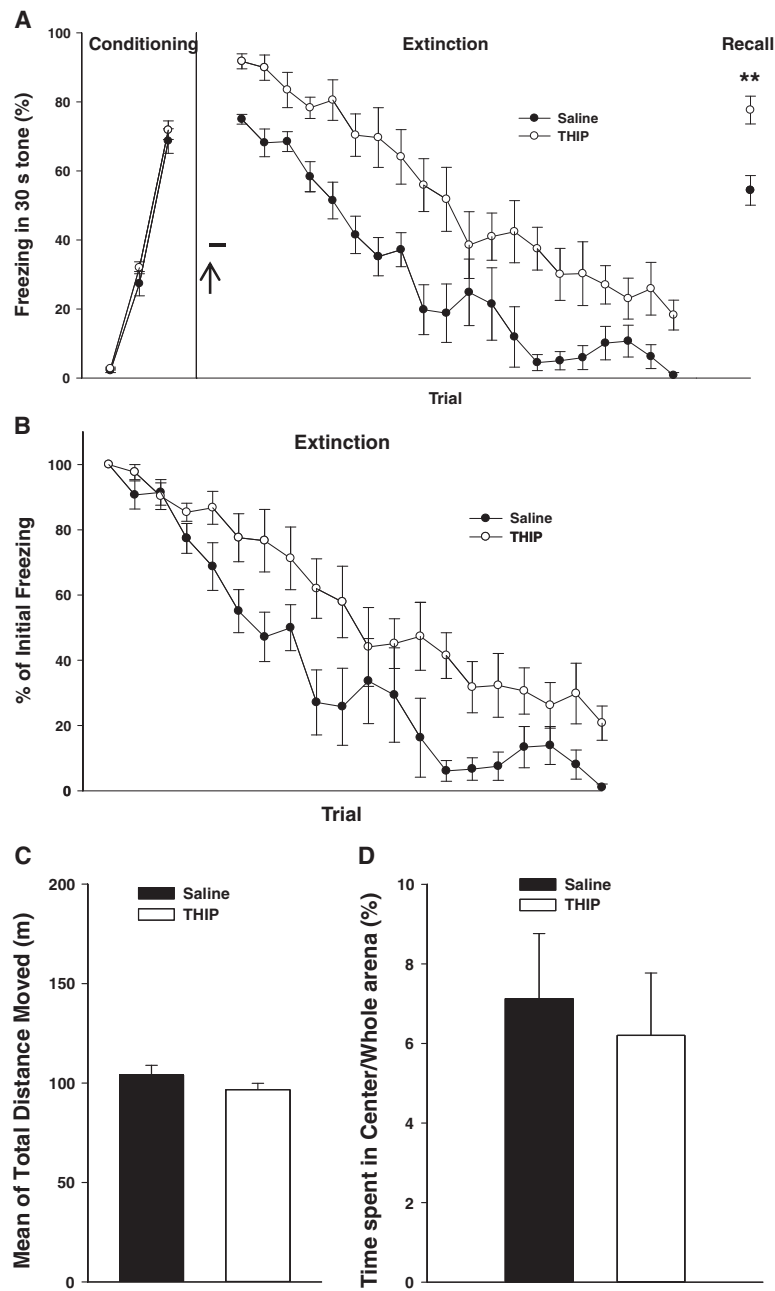 A
Conditioning
Extinction
Recall
**
Saline
THIP
Freezing in 30 s tone (%)
100
80
60
40
20
0
Trial
B
Extinction
Saline
THIP
% of Initial Freezing
100
80
60
40
20
0
Trial
C
Saline
THIP
Mean of Total Distance Moved (m)
200
150
100
50
0
D
Saline
THIP
Time spent in Center/Whole arena (%)
10
8
6
4
2
0